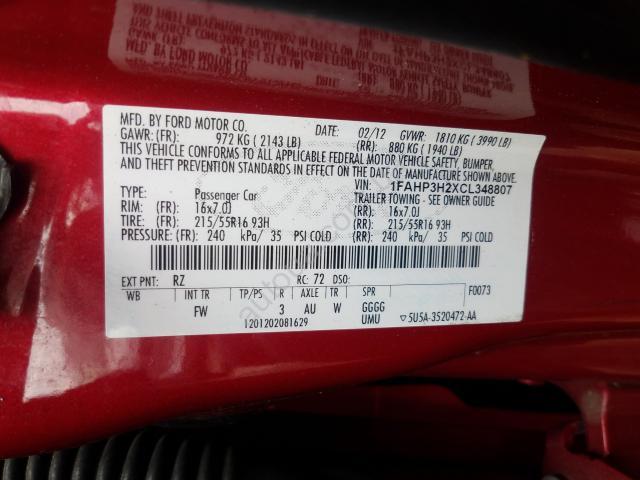 MFD. BY FORD MOTOR CO.
DATE: 02/12 GVWR: 1810 KG ( 3990 LB)
GAWR: (FR): 972 KG ( 2143 LB) (RR): 880 KG ( 1940 LB)
THIS VEHICLE CONFORMS TO ALL APPLICABLE FEDERAL MOTOR VEHICLE SAFETY, BUMPER,
AND THEFT PREVENTION STANDARDS IN EFFECT ON THE DATE OF MANUFACTURE SHOWN ABOVE.
VIN: 1FAHP3H2XCL348807
TYPE: Passenger Car TRAILER TOWING - SEE OWNER GUIDE
RIM: (FR): 16x7.0J (RR): 16x7.0J
TIRE: (FR): 215/55R16 93H (RR): 215/55R16 93H
PRESSURE: (FR): 240 kPa/ 35 PSI COLD (RR): 240 kPa/ 35 PSI COLD
EXT PNT: RZ RC: 72 DSO: F0073
WB INT TR TP/PS R AXLE TR SPR
FW 3 AU W GGGG
1201202081629 UMU 5U5A-3520472-AA